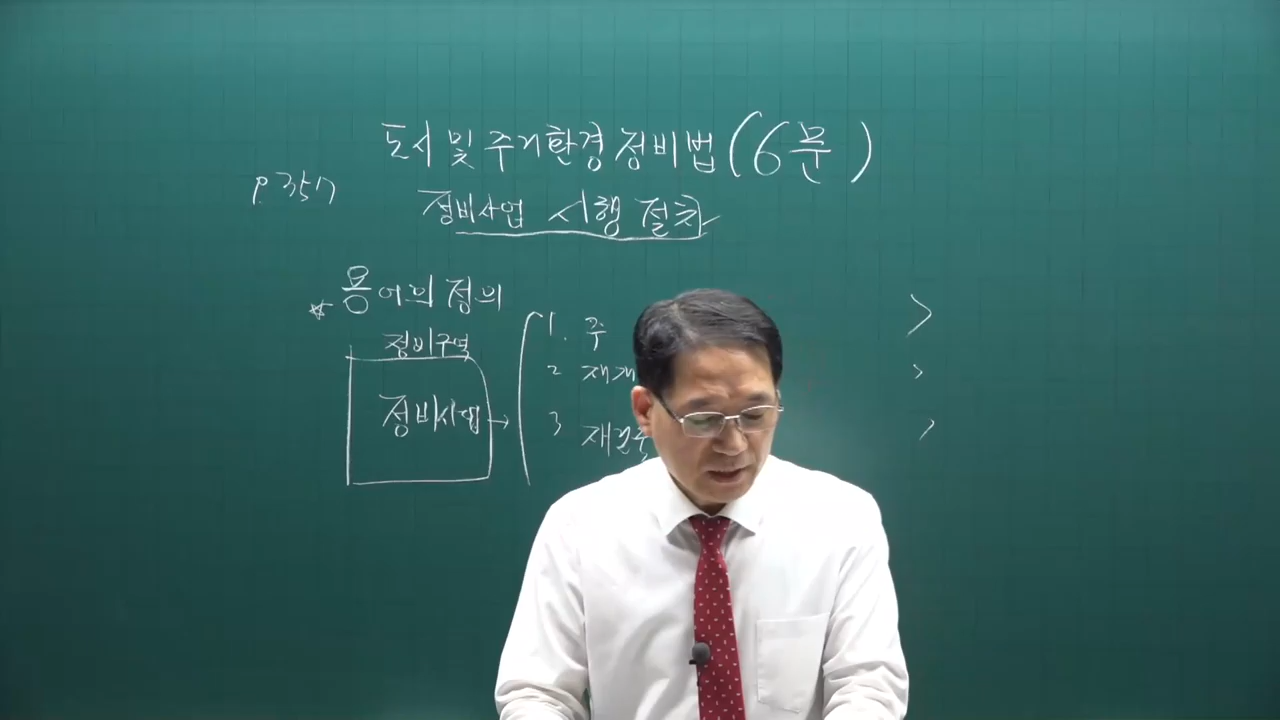 도시 및 주거환경정비법 (6문 )
P.357
정비사업 시행 절차
* 용어의 정의
정비구역
정비사업 →
1. 주
2 재개
3 재건축